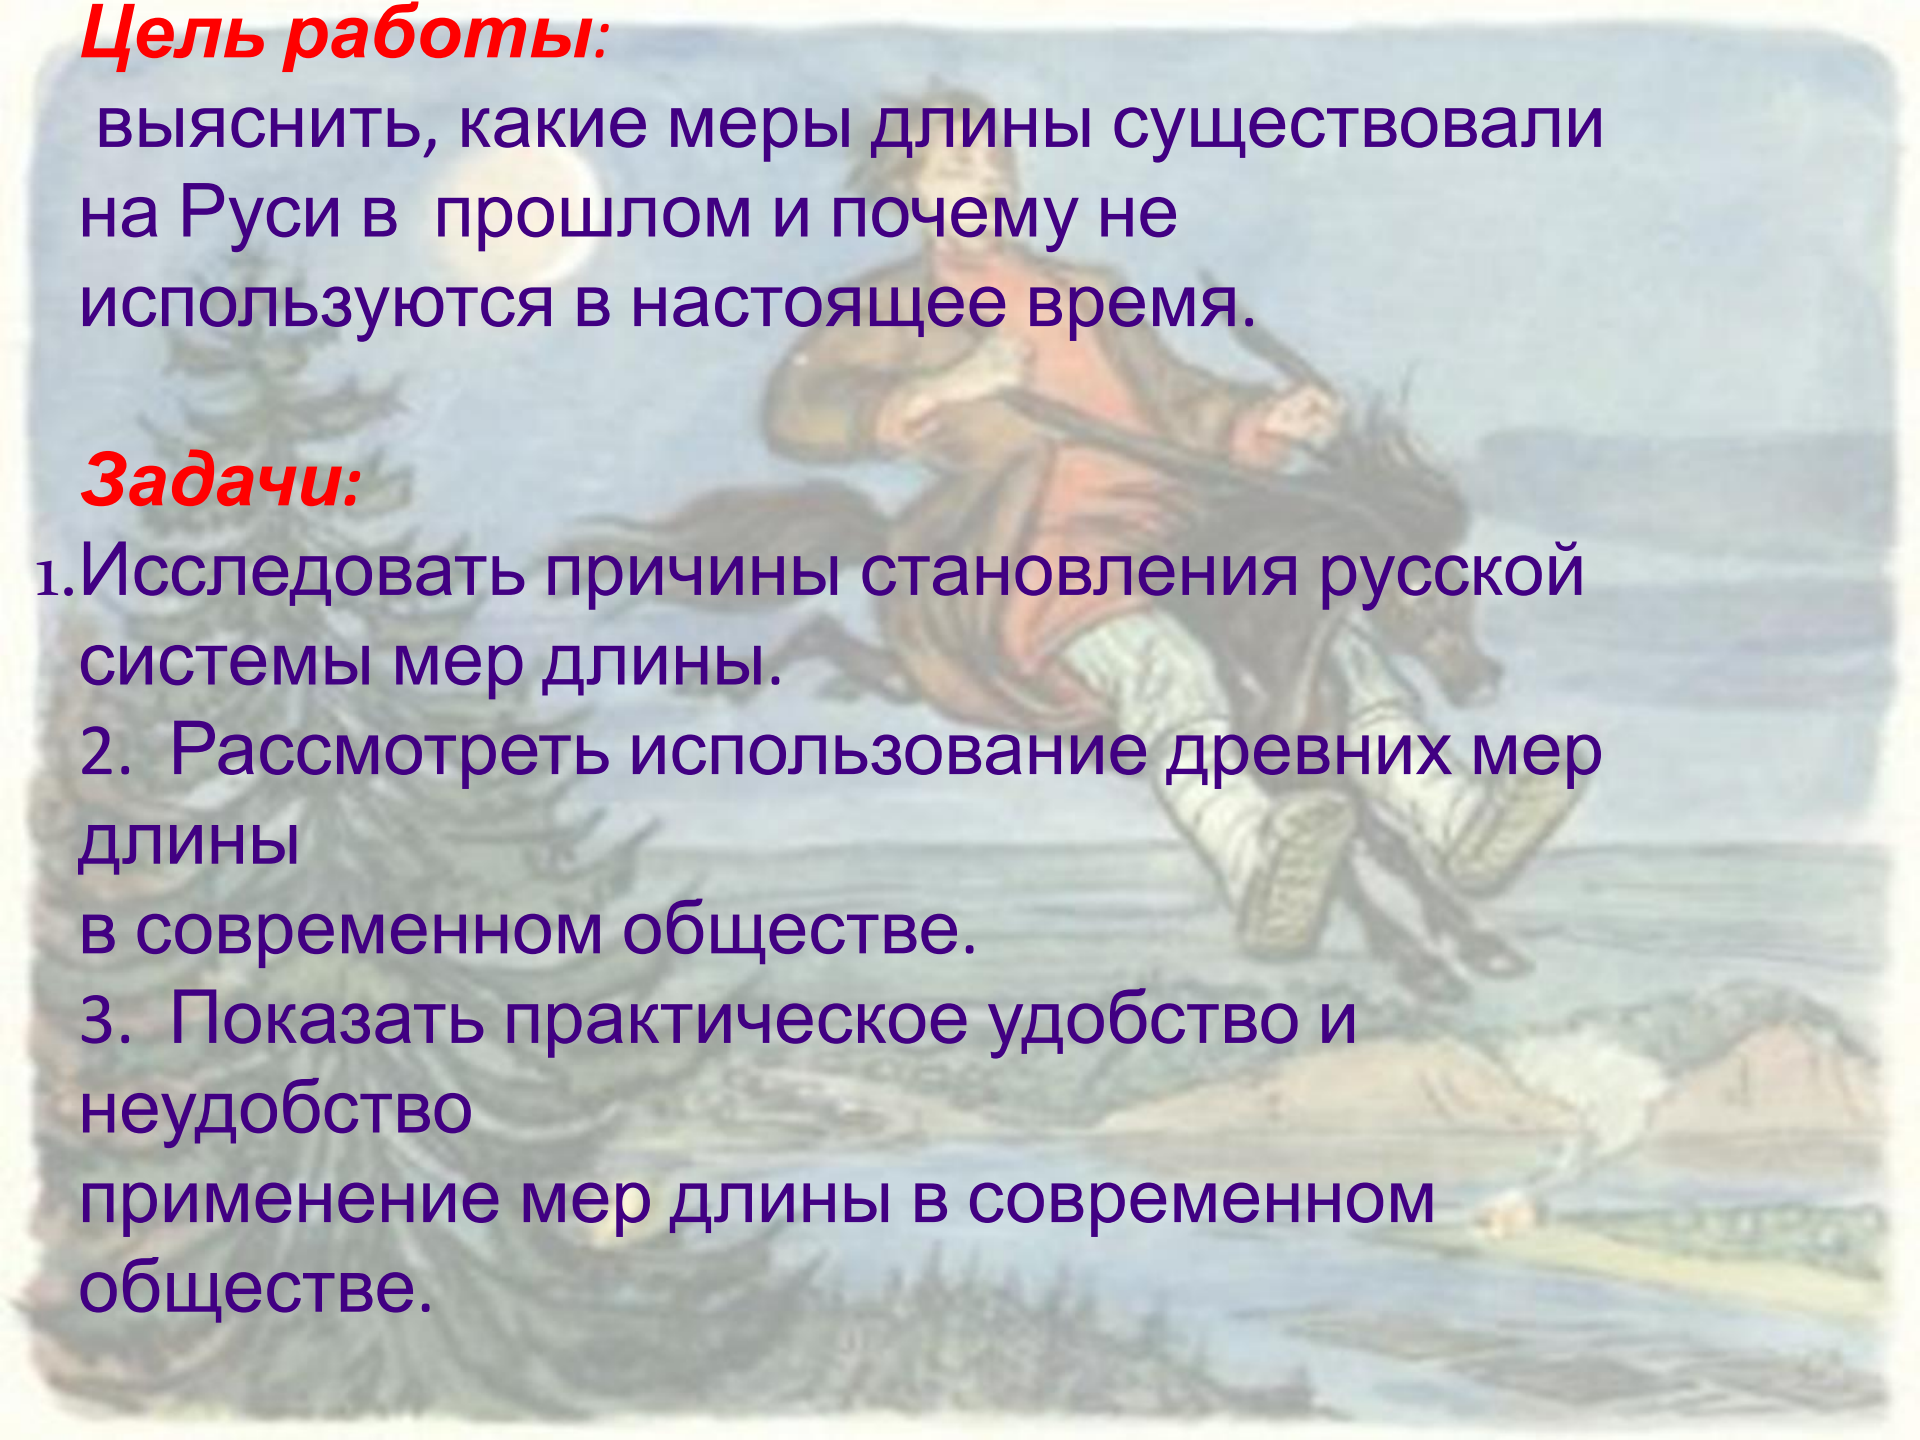 Цель работы:
выяснить, какие меры длины существовали
на Руси в прошлом и почему не
используются в настоящее время.
Задачи:
1.Исследовать причины становления русской
системы мер длины.
2. Рассмотреть использование древних мер
длины
в современном обществе.
3. Показать практическое удобство и
неудобство
применение мер длины в современном
обществе.